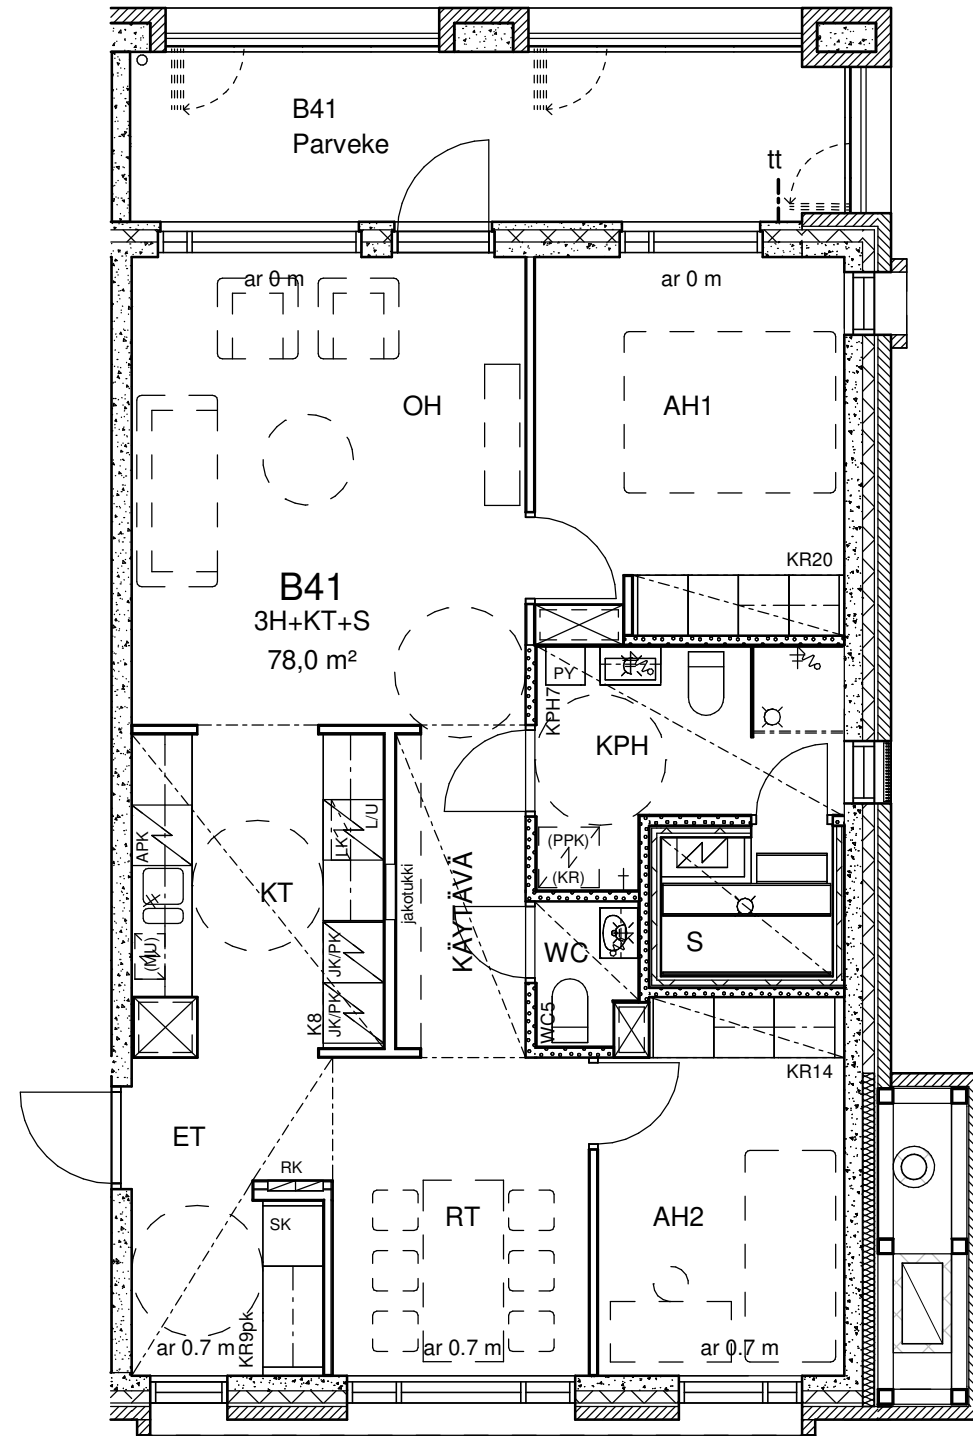 B41
Parveke
tt
ar 0 m
ar 0 m
OH
AH1
KR20
B41
3H+KT+S
78,0 m²
PY
KPH7
KPH
APK
L/U
LK
(PPK)
(KR)
KT
jakotukki
KÄYTÄVÄ
(MU)
JK/PK
WC
S
K8
JK/PK
WC5
KR14
ET
RK
SK
RT
AH2
KR9pk
ar 0.7 m
ar 0.7 m
ar 0.7 m